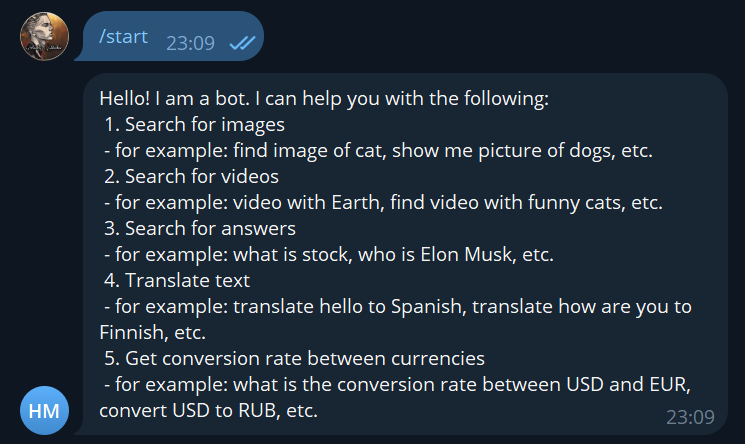 /start 23:09
Hello! I am a bot. I can help you with the following:
1. Search for images
- for example: find image of cat, show me picture of dogs, etc.
2. Search for videos
- for example: video with Earth, find video with funny cats, etc.
3. Search for answers
- for example: what is stock, who is Elon Musk, etc.
4. Translate text
- for example: translate hello to Spanish, translate how are you to
Finnish, etc.
5. Get conversion rate between currencies
- for example: what is the conversion rate between USD and EUR,
convert USD to RUB, etc.
HM
23:09